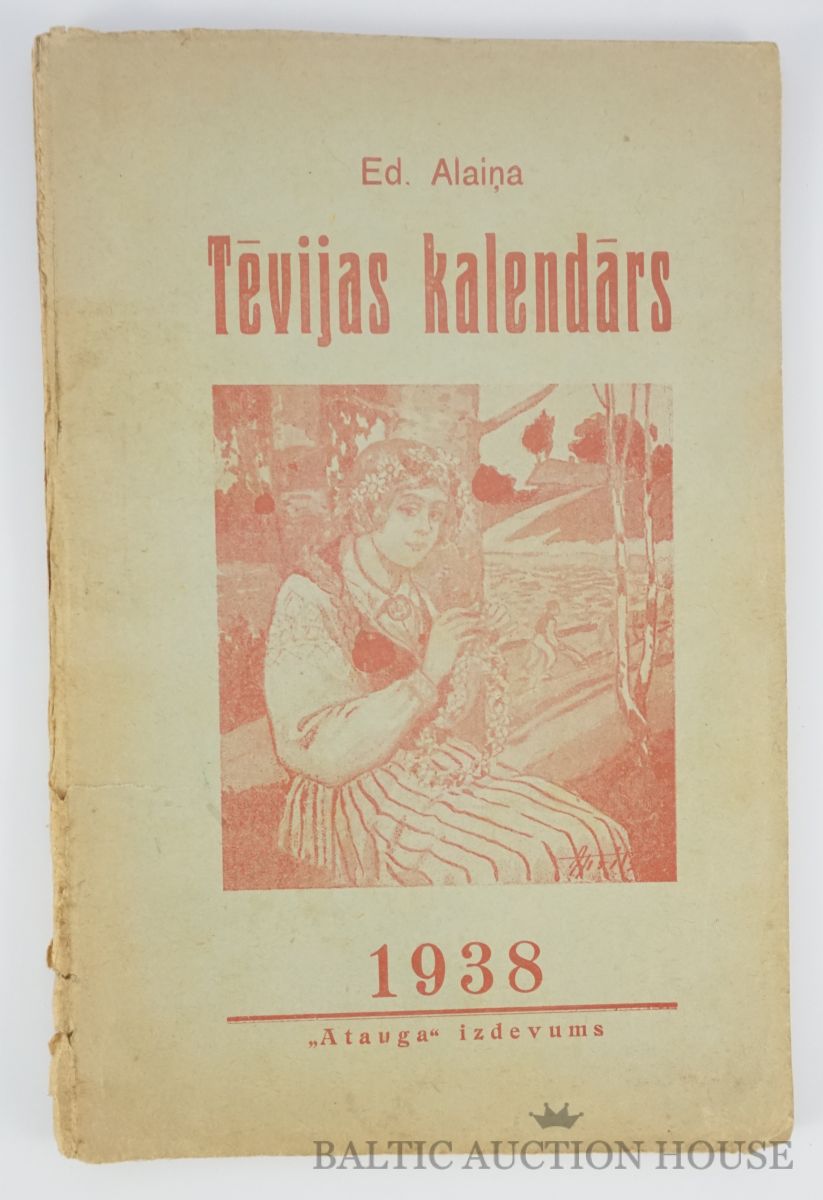 Ed. Alaiņa
Tēvijas kalendārs
1938
„Atauga“ izdevums
BALTIC AUCTION HOUSE